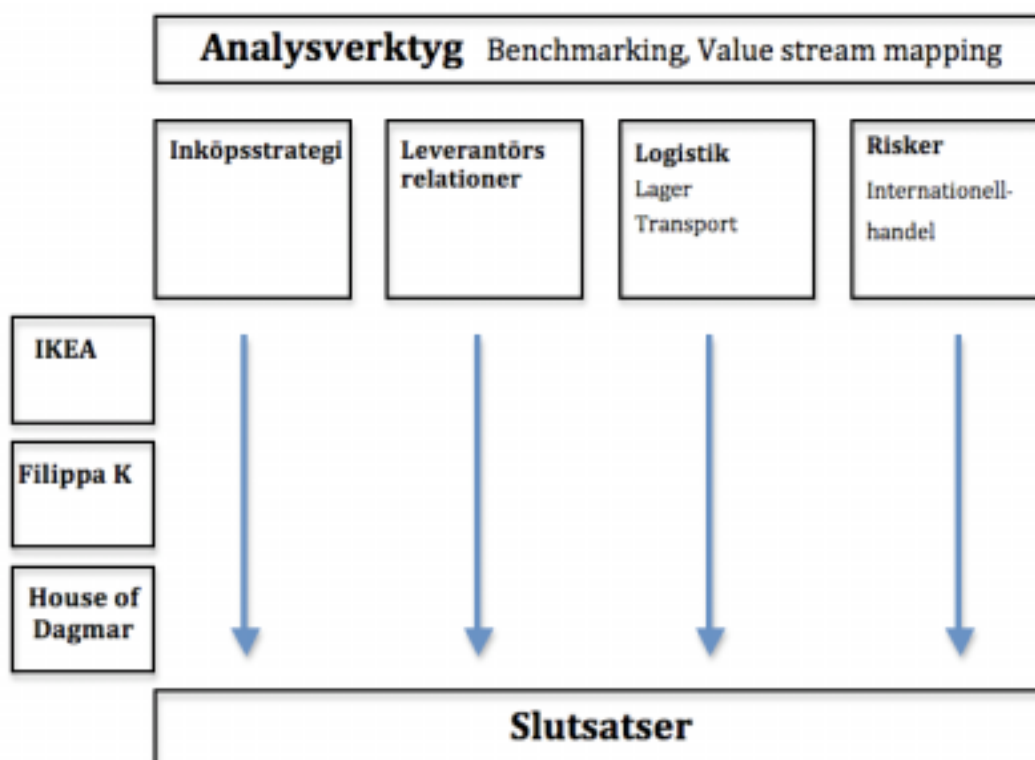 Analysverktyg Benchmarking, Value stream mapping
Inköpsstrategi
Leverantörs
relationer
Logistik
Lager
Transport
Risker
Internationell-
handel
IKEA
Filippa K
House of
Dagmar
Slutsatser